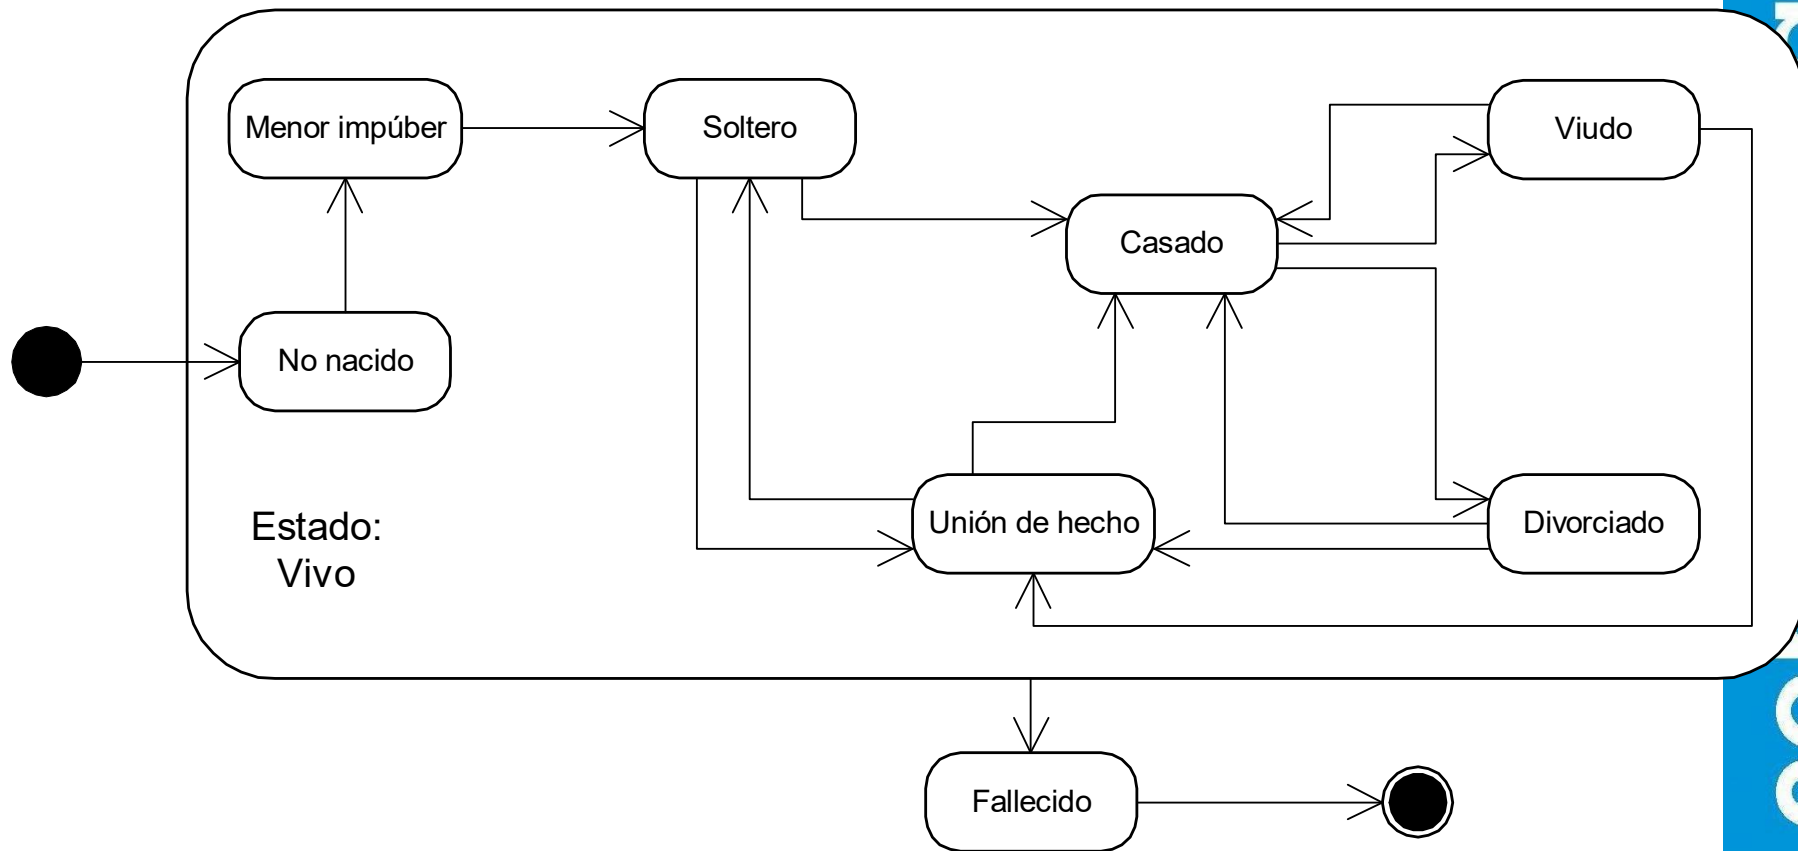 Menor impúber
Soltero
Viudo
Casado
No nacido
Unión de hecho
Divorciado
Estado:
Vivo
Fallecido